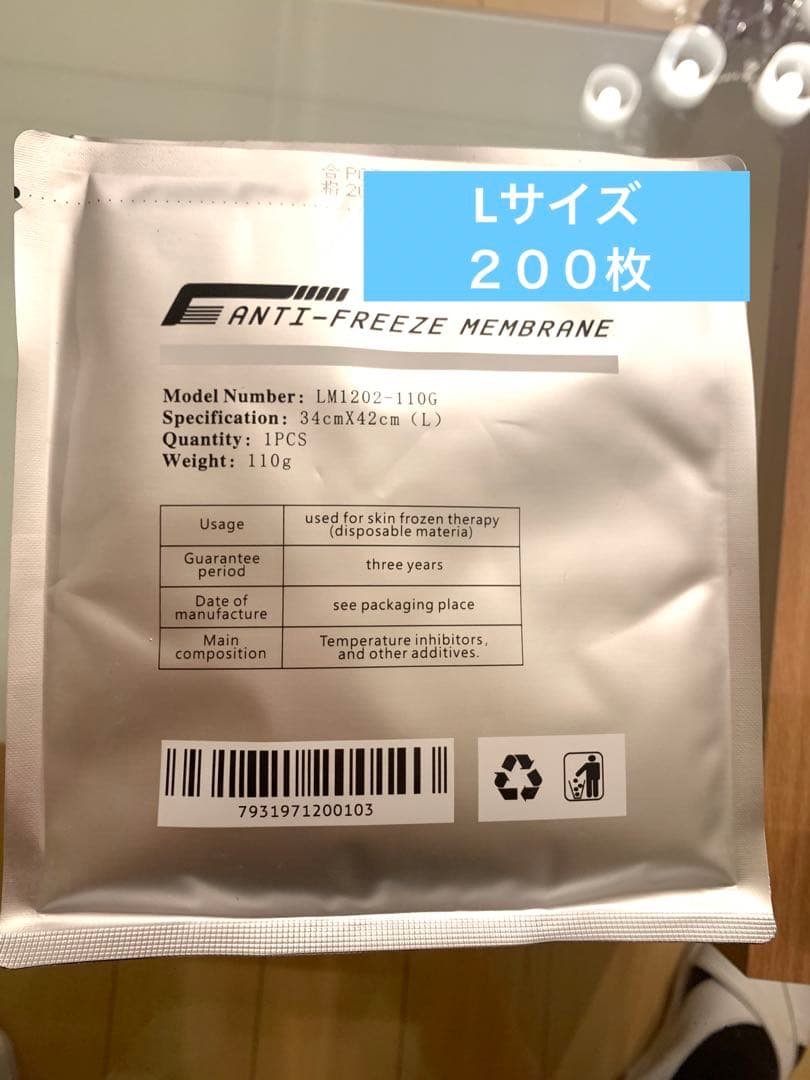 Lサイズ
200枚
ANTI-FREEZE MEMBRANE
Model Number: LM1202-110G
Specification: 34cmX42cm (L)
Quantity: 1PCS
Weight: 110g
Usage
used for skin frozen therapy
(disposable materia)
Guarantee
period
three years
Date of
manufacture
see packaging place
Main
composition
Temperature inhibitors,
and other additives.
7931971200103